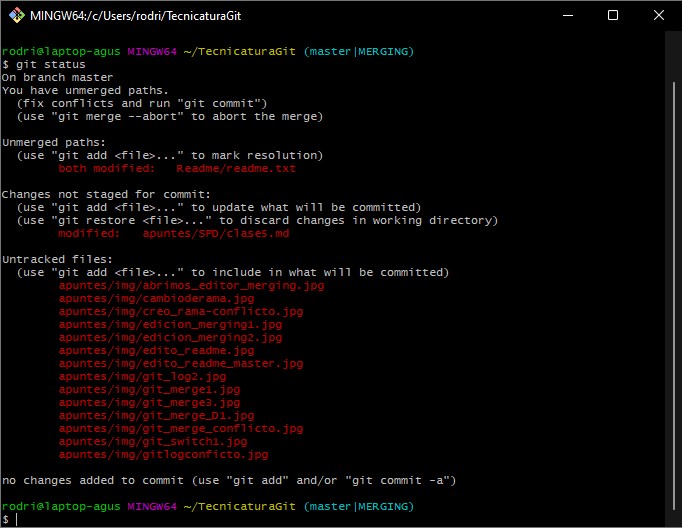 MINGW64:/c/Users/rodri/TecnicaturaGit
rodri@laptop-agus MINGW64 ~/TecnicaturaGit (master|MERGING)
$ git status
On branch master
You have unmerged paths.
  (fix conflicts and run "git commit")
  (use "git merge --abort" to abort the merge)
Unmerged paths:
  (use "git add <file>..." to mark resolution)
        both modified:   Readme/readme.txt
Changes not staged for commit:
  (use "git add <file>..." to update what will be committed)
  (use "git restore <file>..." to discard changes in working directory)
        modified:   apuntes/SPD/clase5.md
Untracked files:
  (use "git add <file>..." to include in what will be committed)
        apuntes/img/abrimos_editor_merging.jpg
        apuntes/img/cambioderama.jpg
        apuntes/img/creo_rama-conflicto.jpg
        apuntes/img/edicion_merging1.jpg
        apuntes/img/edicion_merging2.jpg
        apuntes/img/edito_readme.jpg
        apuntes/img/edito_readme_master.jpg
        apuntes/img/git_log2.jpg
        apuntes/img/git_merge1.jpg
        apuntes/img/git_merge3.jpg
        apuntes/img/git_merge_D1.jpg
        apuntes/img/git_merge_conflicto.jpg
        apuntes/img/git_switch1.jpg
        apuntes/img/gitlogconficto.jpg
no changes added to commit (use "git add" and/or "git commit -a")
rodri@laptop-agus MINGW64 ~/TecnicaturaGit (master|MERGING)
$